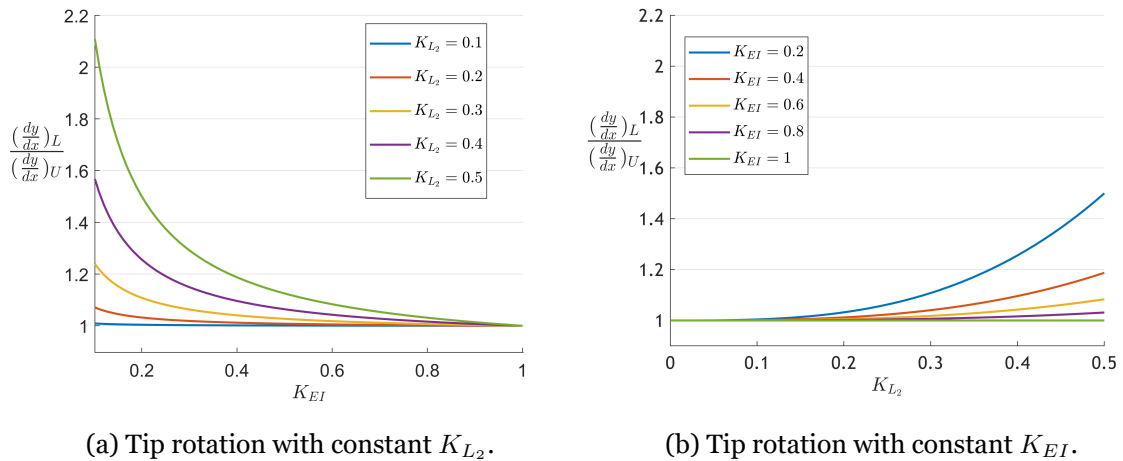 2.2
2
1.8
1.6
1.4
1.2
1
(dy/dx)_L
(dy/dx)_U
K_{L_2} = 0.1
K_{L_2} = 0.2
K_{L_2} = 0.3
K_{L_2} = 0.4
K_{L_2} = 0.5
0.2 0.4 0.6 0.8 1
K_{EI}
(a) Tip rotation with constant K_{L_2}.
2.2
2
1.8
1.6
1.4
1.2
1
(dy/dx)_L
(dy/dx)_U
K_{EI} = 0.2
K_{EI} = 0.4
K_{EI} = 0.6
K_{EI} = 0.8
K_{EI} = 1
0 0.1 0.2 0.3 0.4 0.5
K_{L_2}
(b) Tip rotation with constant K_{EI}.